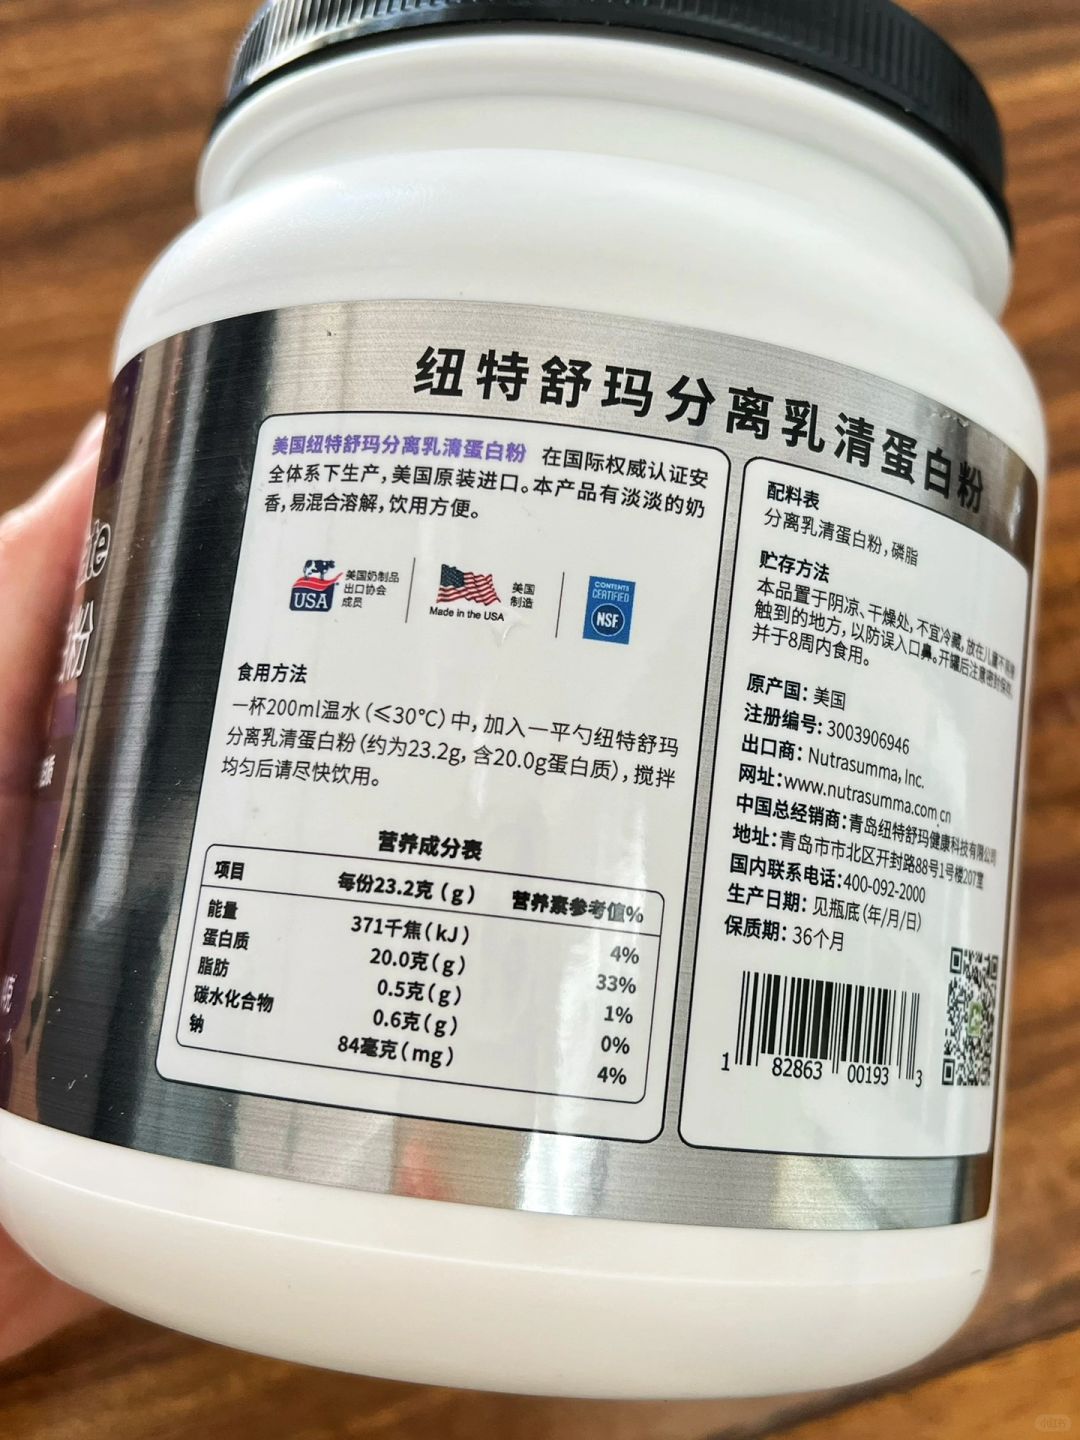 纽特舒玛分离乳清蛋白粉
美国纽特舒玛分离乳清蛋白粉 在国际权威认证安
全体系下生产,美国原装进口。本产品有淡淡的奶
香,易混合溶解,饮用方便。
USA
美国奶制品
出口协会
成员
Made in the USA
美国
制造
CONTENTS
CERTIFIED
NSF
食用方法
一杯200ml温水(≤30°C)中,加入一平勺纽特舒玛
分离乳清蛋白粉(约为23.2g,含20.0g蛋白质),搅拌
均匀后请尽快饮用。
营养成分表
项目 每份23.2克(g) 营养素参考值%
能量 371千焦(kJ) 4%
蛋白质 20.0克(g) 33%
脂肪 0.5克(g) 1%
碳水化合物 0.6克(g) 0%
钠 84毫克(mg) 4%
配料表
分离乳清蛋白粉,磷脂
贮存方法
本品置于阴凉、干燥处,不宜冷藏,放在儿童不
触到的地方,以防误入口鼻。开罐后注意密封保
并于8周内食用。
原产国:美国
注册编号:3003906946
出口商:Nutrasumma, Inc.
网址:www.nutrasumma.com.cn
中国总经销商:青岛纽特舒玛健康科技有限公司
地址:青岛市市北区开封路88号1号楼207室
国内联系电话:400-092-2000
生产日期:见瓶底(年/月/日)
保质期:36个月
1 82863 00193 3
ate
粉
小红书